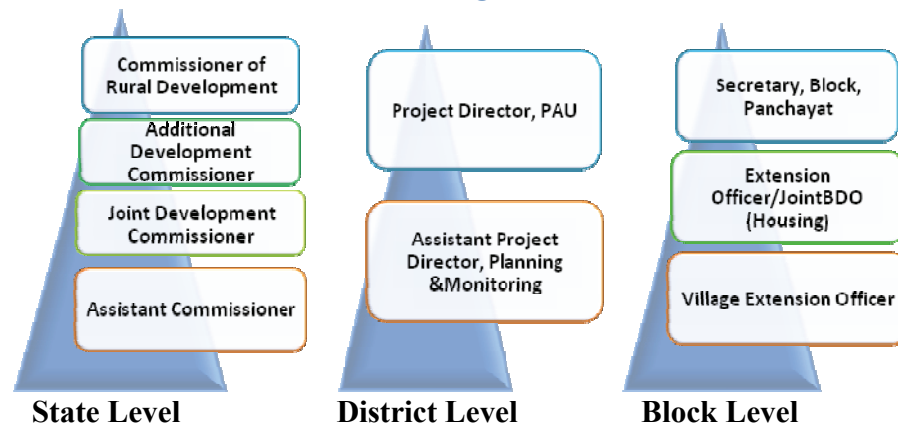 Commissioner of
Rural Development
Additional
Development
Commissioner
Joint Development
Commissioner
Assistant Commissioner
State Level
Project Director, PAU
Assistant Project
Director, Planning
&Monitoring
District Level
Secretary, Block,
Panchayat
Extension
Officer/JointBDO
(Housing)
Village Extension Officer
Block Level